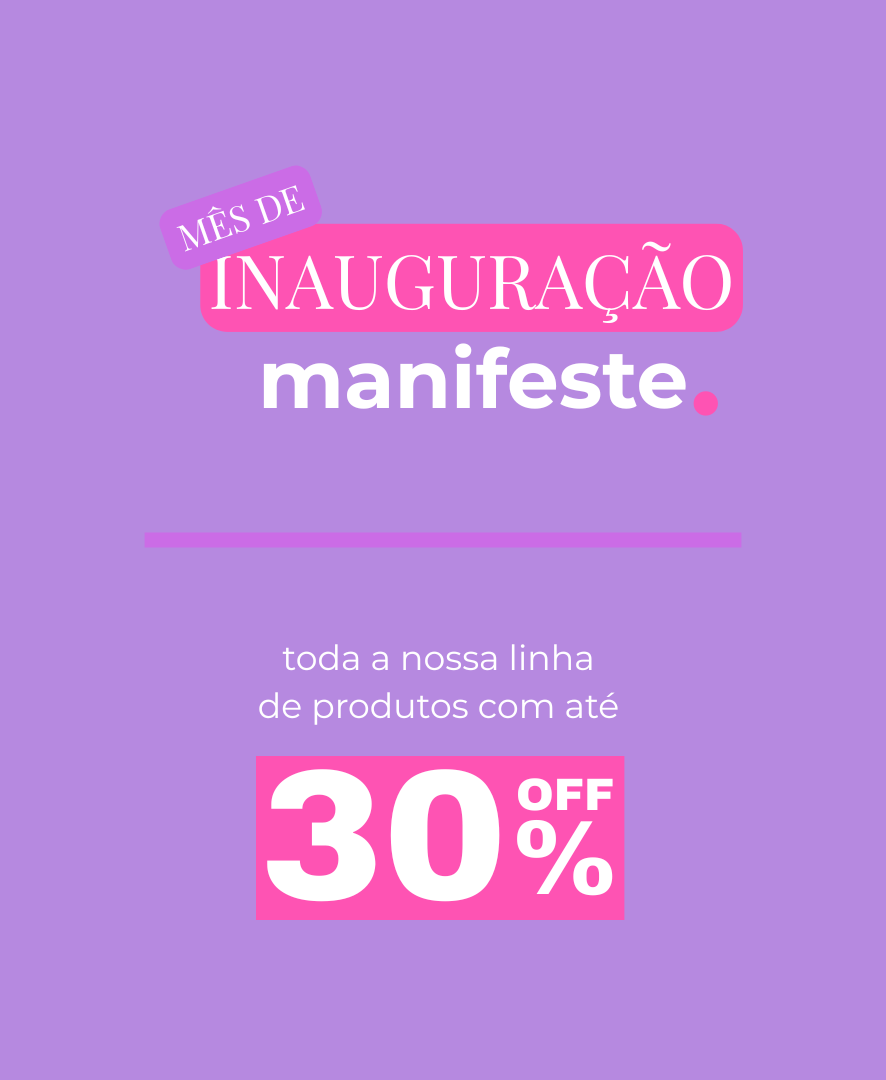 MÊS DE
INAUGURAÇÃO
manifeste.
toda a nossa linha
de produtos com até
30% OFF